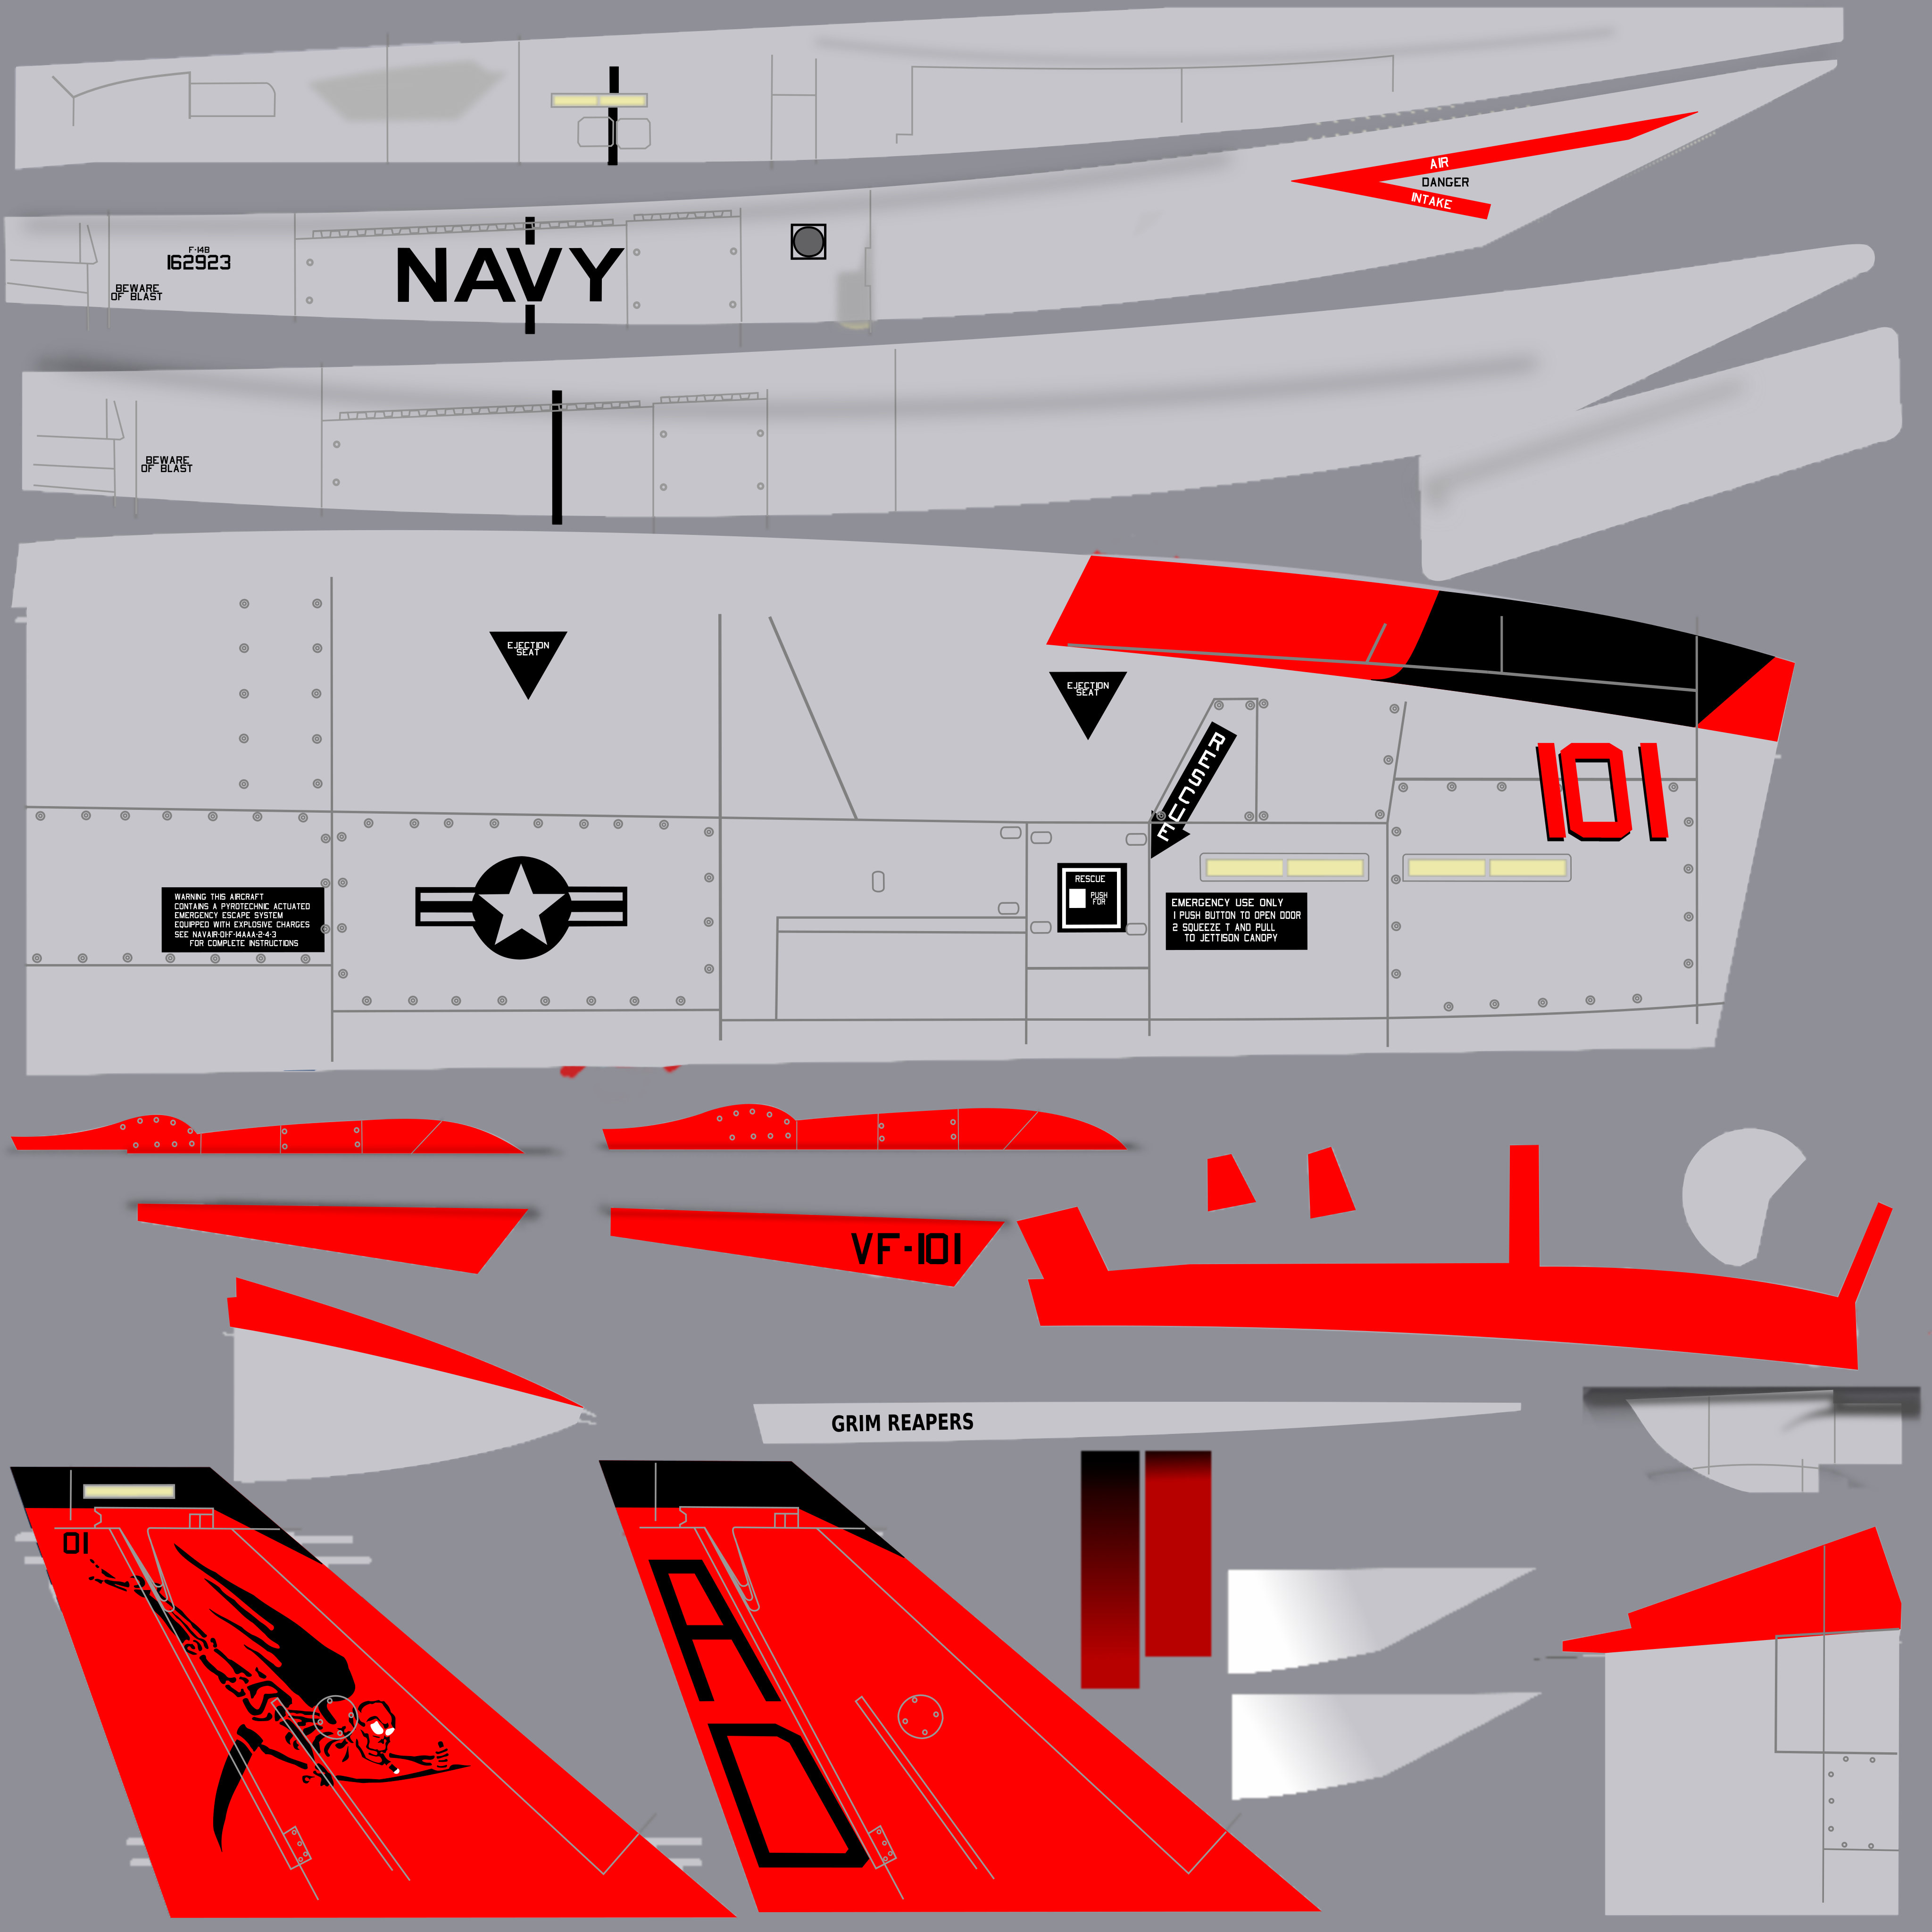 AIR
DANGER
INTAKE
F-14B
162923
NAVY
BEWARE
OF BLAST
BEWARE
OF BLAST
EJECTION
SEAT
EJECTION
SEAT
RESCUE
101
WARNING THIS AIRCRAFT
CONTAINS A PYROTECHNIC ACTUATED
EMERGENCY ESCAPE SYSTEM
EQUIPPED WITH EXPLOSIVE CHARGES
SEE NAVAIR-01-F-14AAA-2-4-3
FOR COMPLETE INSTRUCTIONS
RESCUE
PUSH
FOR
EMERGENCY USE ONLY
1 PUSH BUTTON TO OPEN DOOR
2 SQUEEZE T AND PULL
TO JETTISON CANOPY
VF-101
GRIM REAPERS
01
AD